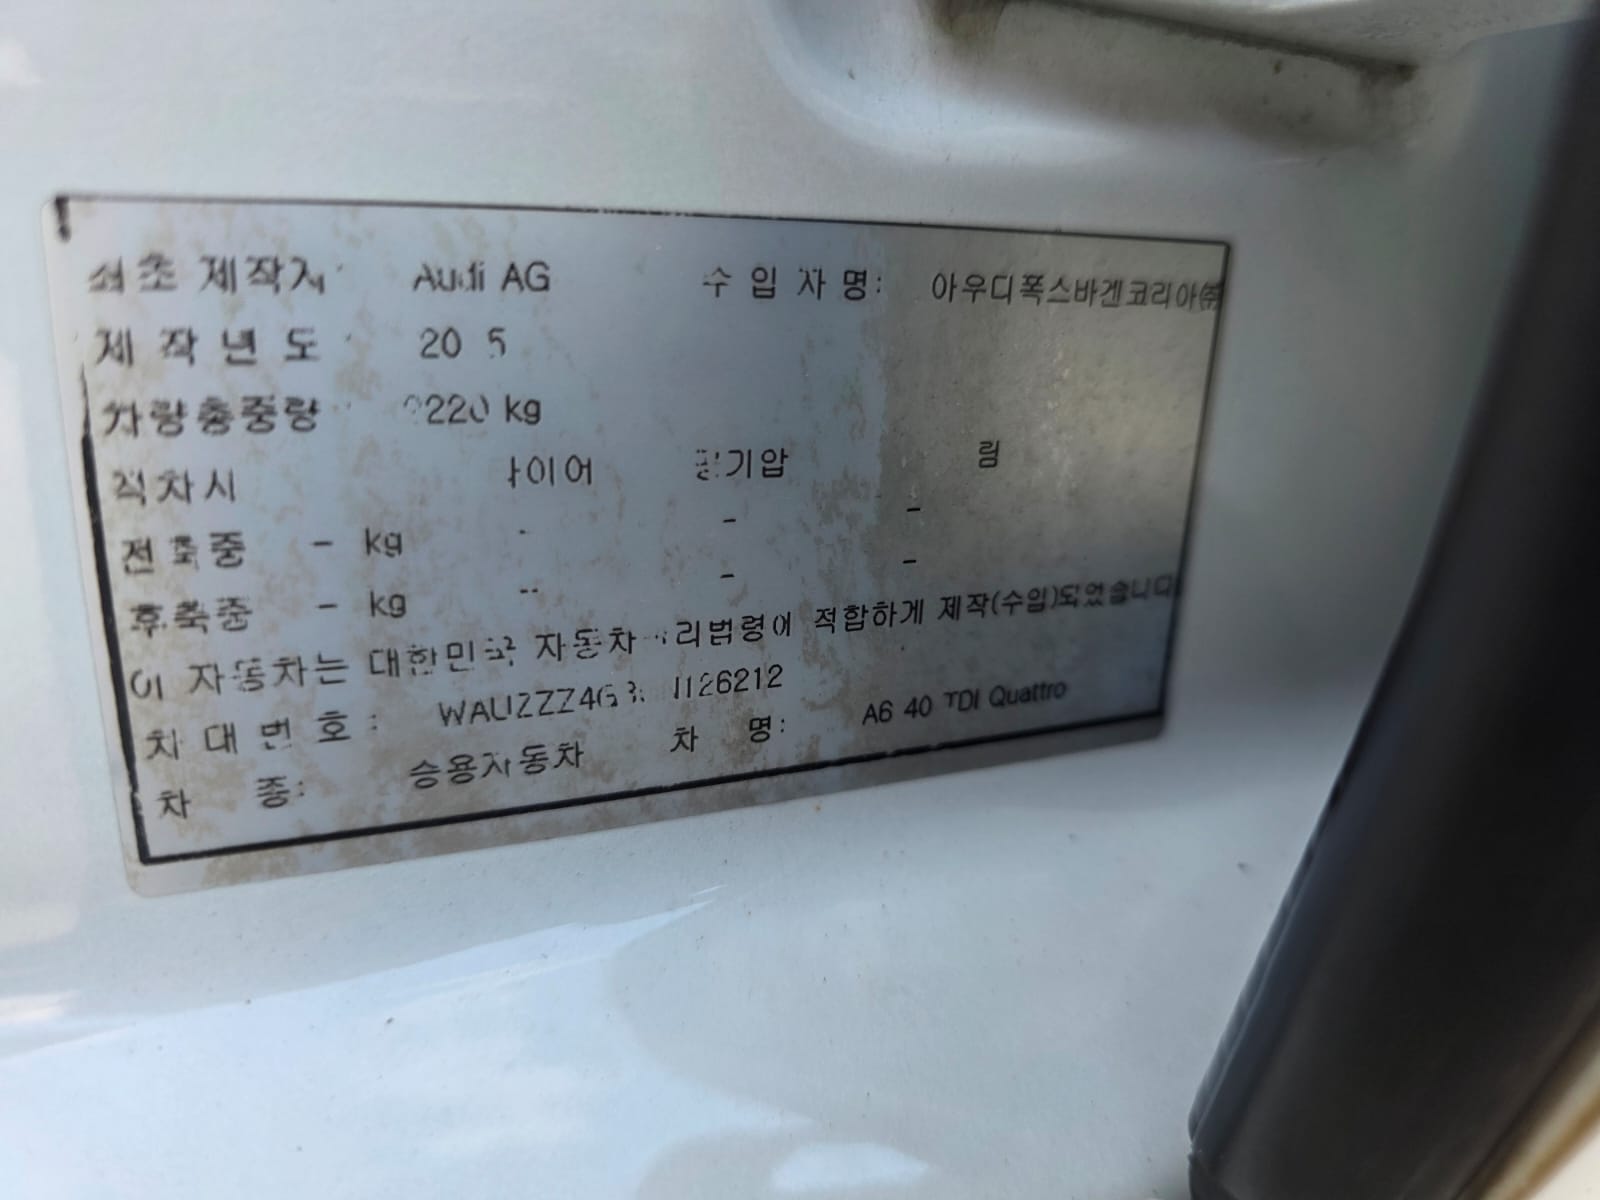 최초 제작자: Audi AG 수 입 자 명: 아우디폭스바겐코리아㈜
제 작 년 도 : 20 5
차량총중량 : 2220 kg
적차시 타이어 공기압 림
전축중 - kg - - -
후축중 - kg - - -
이 자동차는 대한민국 자동차 관리법령에 적합하게 제작(수입)되었습니다
차 대 번 호 :
차 종: 승용자동차 차 명: A6 40 TDI Quattro